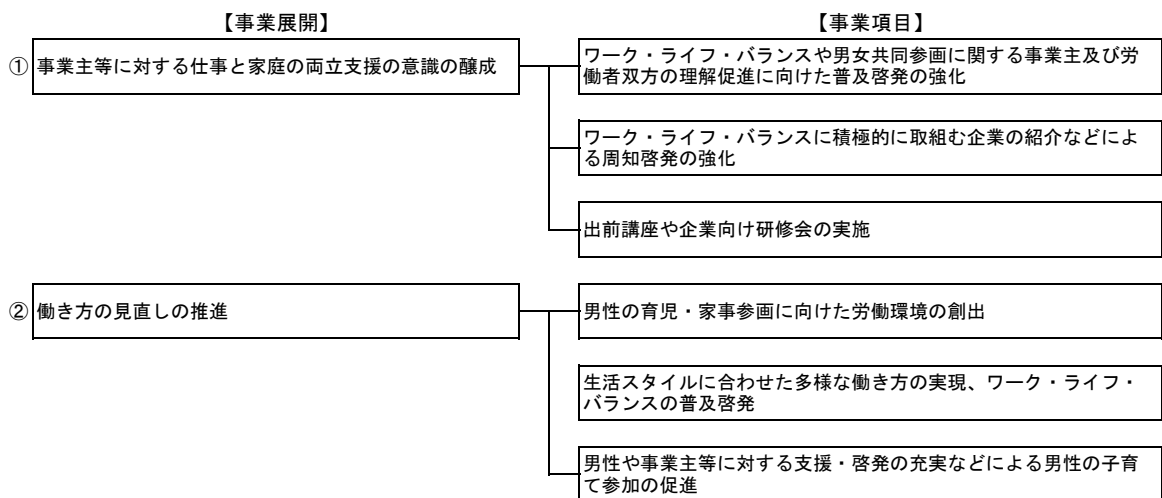 【事業展開】
【事業項目】
① 事業主等に対する仕事と家庭の両立支援の意識の醸成
ワーク・ライフ・バランスや男女共同参画に関する事業主及び労
働者双方の理解促進に向けた普及啓発の強化
ワーク・ライフ・バランスに積極的に取組む企業の紹介などによ
る周知啓発の強化
出前講座や企業向け研修会の実施
② 働き方の見直しの推進
男性の育児・家事参画に向けた労働環境の創出
生活スタイルに合わせた多様な働き方の実現、ワーク・ライフ・
バランスの普及啓発
男性や事業主等に対する支援・啓発の充実などによる男性の子育
て参加の促進